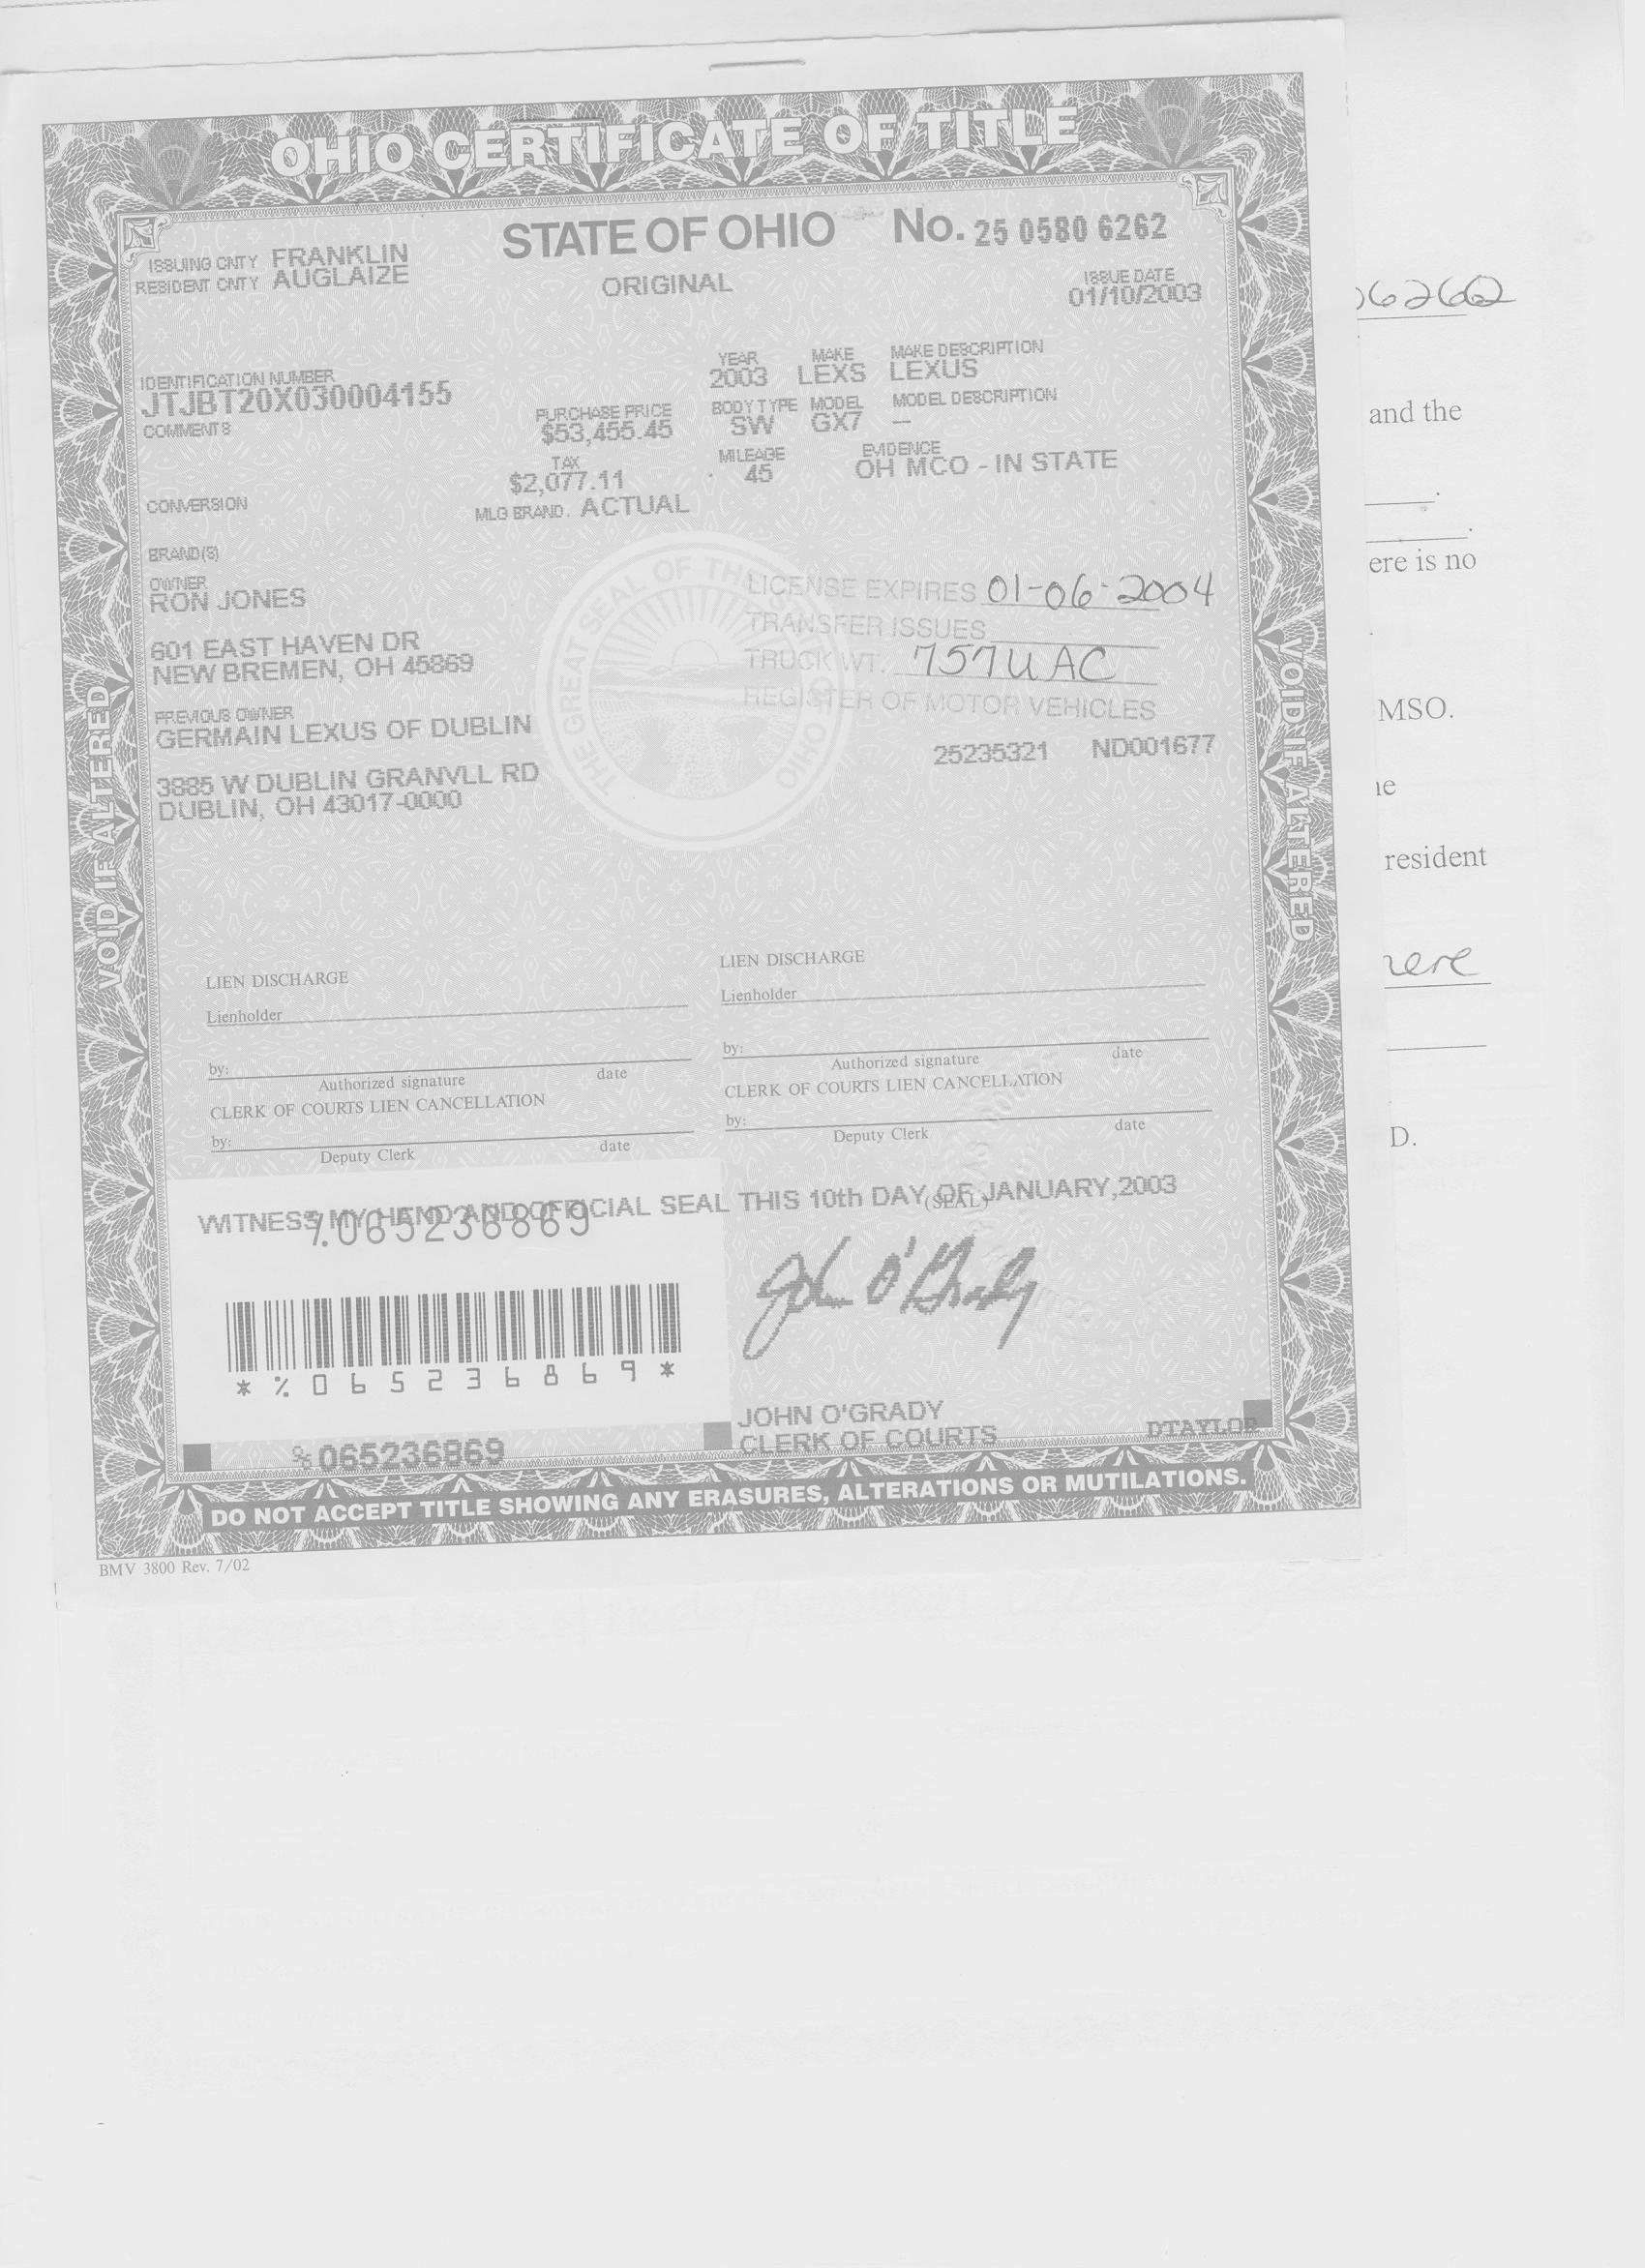 OHIO CERTIFICATE OF TITLE
STATE OF OHIO No. 25 0580 6262
ISSUING CNTY FRANKLIN
RESIDENT CNTY AUGLAIZE
ORIGINAL
ISSUE DATE
01/10/2003
06262
IDENTIFICATION NUMBER
JTJBT20X030004155
YEAR MAKE MAKE DESCRIPTION
2003 LEXS LEXUS
COMMENTS
PURCHASE PRICE
$53,455.45
BODY TYPE MODEL MODEL DESCRIPTION
SW GX7 --
and the
TAX
$2,077.11
MILEAGE
45
EVIDENCE
OH MCO - IN STATE
CONVERSION
MLG BRAND. ACTUAL
BRAND(S)
ere is no
OWNER
RON JONES
601 EAST HAVEN DR
NEW BREMEN, OH 45869
THE GREAT SEAL OF THE STATE OF OHIO
LICENSE EXPIRES 01-06-2004
TRANSFER ISSUES
TRUCK WT. 757UAC
REGISTER OF MOTOR VEHICLES
MSO.
PREVIOUS OWNER
GERMAIN LEXUS OF DUBLIN
25235321 ND001677
3885 W DUBLIN GRANVLL RD
DUBLIN, OH 43017-0000
resident
VOID IF ALTERED
VOID IF ALTERED
LIEN DISCHARGE
Lienholder
by:
Authorized signature date
CLERK OF COURTS LIEN CANCELLATION
by:
Deputy Clerk date
LIEN DISCHARGE
Lienholder
by:
Authorized signature date
CLERK OF COURTS LIEN CANCELLATION
by:
Deputy Clerk date
D.
WITNESS MY HAND AND OFFICIAL SEAL THIS 10th DAY OF JANUARY,2003
(SEAL)
%065236869
John O'Grady
*%065236869*
JOHN O'GRADY
CLERK OF COURTS
DTAYLOR
% 065236869
DO NOT ACCEPT TITLE SHOWING ANY ERASURES, ALTERATIONS OR MUTILATIONS.
BMV 3800 Rev. 7/02